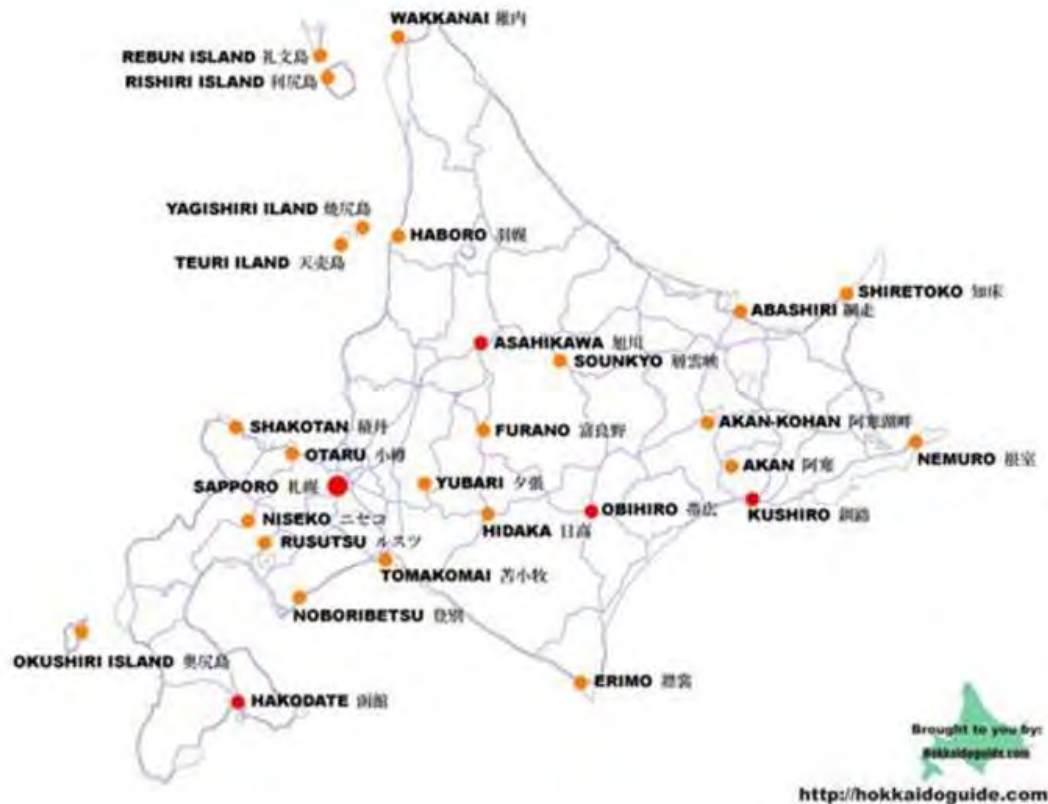 WAKKANAI 稚内
REBUN ISLAND 礼文島
RISHIRI ISLAND 利尻島
YAGISHIRI ILAND 焼尻島
HABORO 羽幌
TEURI ILAND 天売島
SHIRETOKO 知床
ABASHIRI 網走
ASAHIKAWA 旭川
SOUNKYO 層雲峡
SHAKOTAN 積丹
FURANO 富良野
AKAN-KOHAN 阿寒湖畔
OTARU 小樽
NEMURO 根室
AKAN 阿寒
SAPPORO 札幌
YUBARI 夕張
OBIHIRO 帯広
KUSHIRO 釧路
NISEKO ニセコ
HIDAKA 日高
RUSUTSU ルスツ
TOMAKOMAI 苫小牧
NOBORIBETSU 登別
OKUSHIRI ISLAND 奥尻島
ERIMO 襟裳
HAKODATE 函館
Brought to you by:
Hokkaidoguide.com
http://hokkaidoguide.com